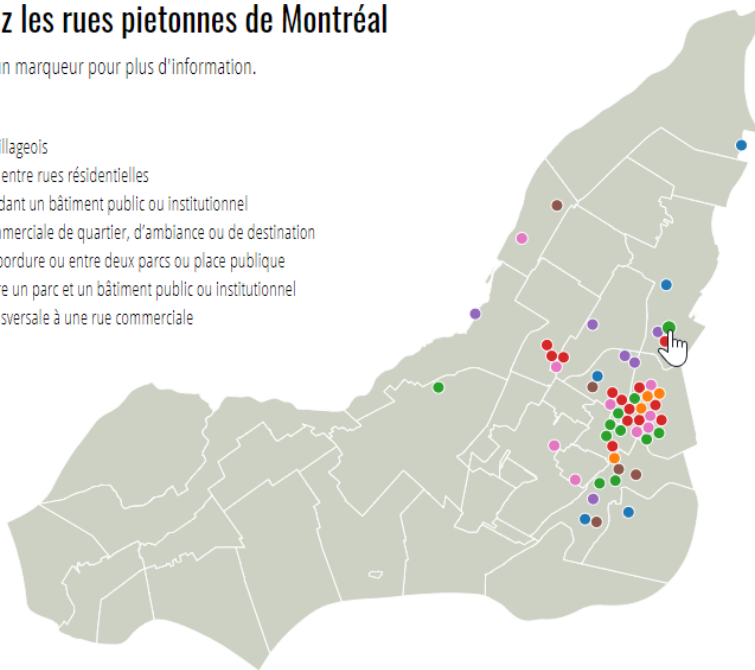 z les rues pietonnes de Montréal
un marqueur pour plus d'information.
illageois
entre rues résidentielles
dant un bâtiment public ou institutionnel
mmerciale de quartier, d'ambiance ou de destination
bordure ou entre deux parcs ou place publique
re un parc et un bâtiment public ou institutionnel
sversale à une rue commerciale